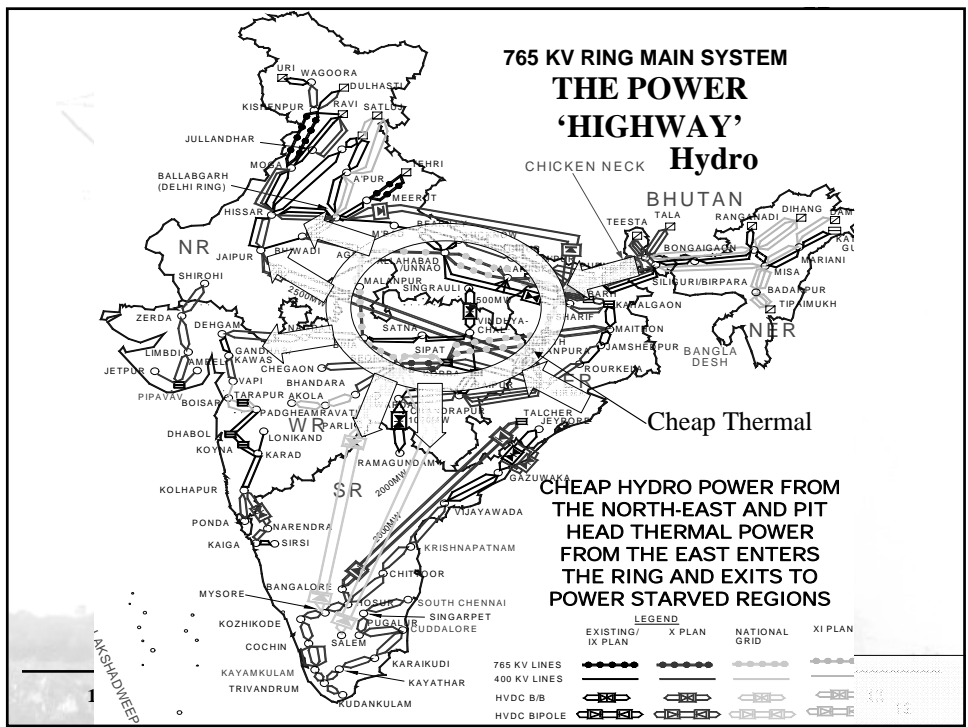 765 KV RING MAIN SYSTEM
THE POWER
‘HIGHWAY’
Hydro
URI
WAGOORA
DULHASTI
KISHENPUR
RAVI
SATLUJ
JULLANDHAR
MOGA
CHICKEN NECK
TEHRI
BALLABGARH
(DELHI RING)
A'PUR
MEERUT
BHUTAN
TALA
TEESTA
RANGANADI
DIHANG
HISSAR
BONGAIGAON
MARIANI
NR
JAIPUR
BHIWADI
SILIGURI/BIRPARA
MISA
SHIROHI
ALLAHABAD
/UNNAO
MALANPUR
SINGRAULI
BADARPUR
2500MW
500MW
BARH
KAHALGAON
TIPAIMUKH
ZERDA
DEHGAM
SATNA
VINDHYA-
CHAL
SHARIF
MAITHON
NER
BANGLA
DESH
LIMBDI
SIPAT
JAMSHEDPUR
JETPUR
KAWAS
CHEGAON
ROURKELA
PIPAVAV
VAPI
BHANDARA
BOISAR
TARAPUR
AKOLA
PADGHE
AMRAVATI
TALCHER
JEYPORE
Cheap Thermal
WR
PARLI
DHABOL
LONIKAND
KOYNA
KARAD
RAMAGUNDAM
GAZUWAKA
KOLHAPUR
SR
2000MW
CHEAP HYDRO POWER FROM
THE NORTH-EAST AND PIT
HEAD THERMAL POWER
FROM THE EAST ENTERS
THE RING AND EXITS TO
POWER STARVED REGIONS
VIJAYAWADA
PONDA
NARENDRA
2000MW
KAIGA
SIRSI
KRISHNAPATNAM
BANGALORE
CHITTOOR
MYSORE
HOSUR
SOUTH CHENNAI
KOZHIKODE
SINGARPET
PUGALUR
CUDDALORE
SALEM
COCHIN
KARAIKUDI
KAYAMKULAM
KAYATHAR
TRIVANDRUM
KUDANKULAM
LAKSHADWEEP
LEGEND
EXISTING/
IX PLAN
X PLAN
NATIONAL
GRID
XI PLAN
765 KV LINES
400 KV LINES
HVDC B/B
HVDC BIPOLE